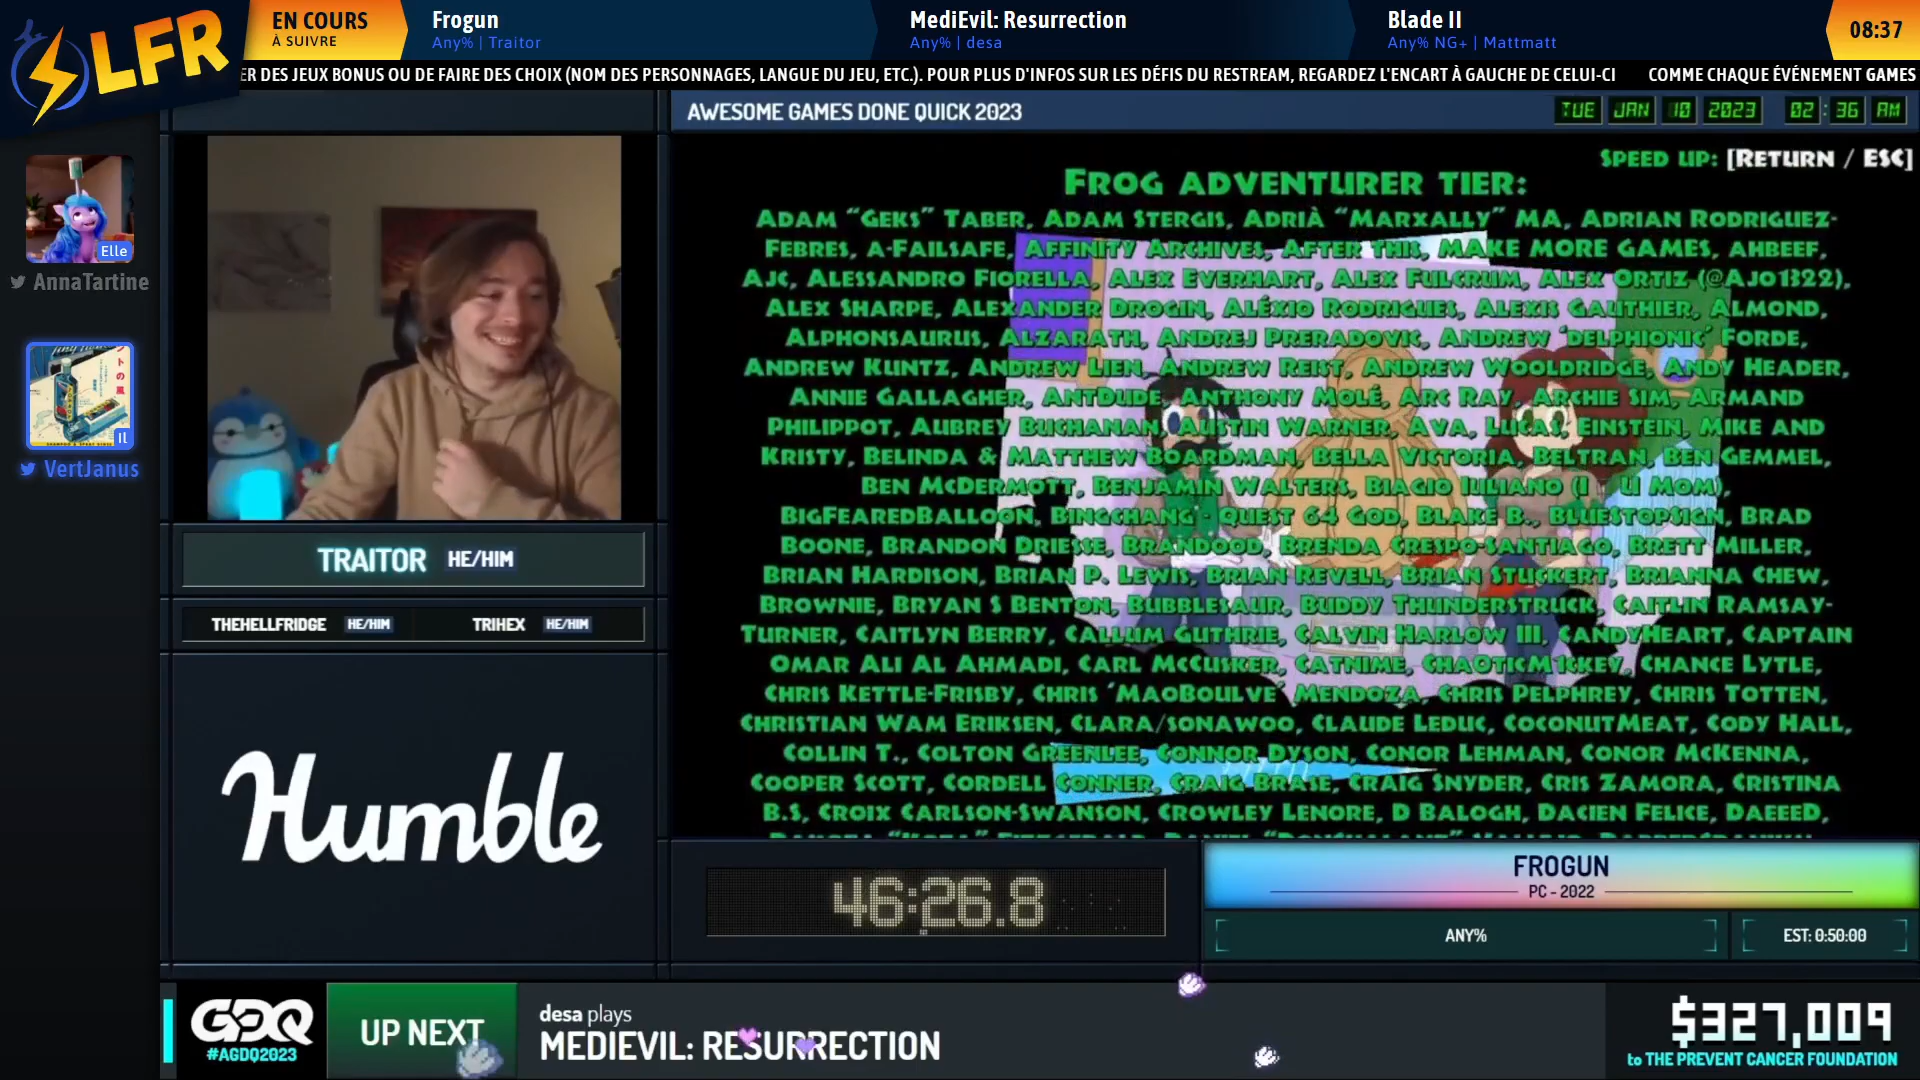 LFR
EN COURS
À SUIVRE
Frogun
Any% | Traitor
MediEvil: Resurrection
Any% | desa
Blade II
Any% NG+ | Mattmatt
08:37
ER DES JEUX BONUS OU DE FAIRE DES CHOIX (NOM DES PERSONNAGES, LANGUE DU JEU, ETC.). POUR PLUS D'INFOS SUR LES DÉFIS DU RESTREAM, REGARDEZ L'ENCART À GAUCHE DE CELUI-CI COMME CHAQUE ÉVÉNEMENT GAMES
Elle
AnnaTartine
Il
VertJanus
AWESOME GAMES DONE QUICK 2023
TUE JAN 10 2023 02:36 AM
SPEED UP: [RETURN / ESC]
FROG ADVENTURER TIER:
ADAM "GEKS" TABER, ADAM STERGIS, ADRIÀ "MARXALLY" MA, ADRIAN RODRIGUEZ-
FEBRES, A-FAILSAFE, AFFINITY ARCHIVES, AFTER THIS, MAKE MORE GAMES, AHBEEF,
AJC, ALESSANDRO FIORELLA, ALEX EVERHART, ALEX FULCRUM, ALEX ORTIZ (@AJO1322),
ALEX SHARPE, ALEXANDER DROGIN, ALÉXIO RODRIGUES, ALEXIS GAUTHIER, ALMOND,
ALPHONSAURUS, ALZARATH, ANDREJ PRERADOVIC, ANDREW 'DELPHIONIC' FORDE,
ANDREW KUNTZ, ANDREW LIEN, ANDREW REIST, ANDREW WOOLDRIDGE, ANDY HEADER,
ANNIE GALLAGHER, ANTDUDE, ANTHONY MOLÉ, ARC RAY, ARCHIE SIM, ARMAND
PHILIPPOT, AUBREY BUCHANAN, AUSTIN WARNER, AVA, LUCAS, EINSTEIN, MIKE AND
KRISTY, BELINDA & MATTHEW BOARDMAN, BELLA VICTORIA, BELTRAN, BEN GEMMEL,
BEN MCDERMOTT, BENJAMIN WALTERS, BIAGIO IULIANO (I U MOM),
BIGFEAREDBALLOON, BINGCHANG - QUEST 64 GOD, BLAKE B., BLUESTOPSIGN, BRAD
BOONE, BRANDON DRIESSE, BRANDOOD, BRENDA CRESPO-SANTIAGO, BRETT MILLER,
BRIAN HARDISON, BRIAN P. LEWIS, BRIAN REVELL, BRIAN STUCKERT, BRIANNA CHEW,
BROWNIE, BRYAN S BENTON, BUBBLESAUR, BUDDY THUNDERSTRUCK, CAITLIN RAMSAY-
TURNER, CAITLYN BERRY, CALLUM GUTHRIE, CALVIN HARLOW III, CANDYHEART, CAPTAIN
OMAR ALI AL AHMADI, CARL MCCUSKER, CATNIME, CHAOTICM1CKEY, CHANCE LYTLE,
CHRIS KETTLE-FRISBY, CHRIS 'MAOBOULVE' MENDOZA, CHRIS PELPHREY, CHRIS TOTTEN,
CHRISTIAN WAM ERIKSEN, CLARA/SONAWOO, CLAUDE LEDUC, COCONUTMEAT, CODY HALL,
COLLIN T., COLTON GREENLEE, CONNOR DYSON, CONOR LEHMAN, CONOR MCKENNA,
COOPER SCOTT, CORDELL CONNER, CRAIG BRASE, CRAIG SNYDER, CRIS ZAMORA, CRISTINA
B.S, CROIX CARLSON-SWANSON, CROWLEY LENORE, D BALOGH, DACIEN FELICE, DAEEED,
TRAITOR HE/HIM
THEHELLFRIDGE HE/HIM TRIHEX HE/HIM
Humble
46:26.8
FROGUN
PC - 2022
ANY%
EST: 0:50:00
GDQ
#AGDQ2023
UP NEXT
desa plays
MEDIEVIL: RESURRECTION
$327,009
to THE PREVENT CANCER FOUNDATION